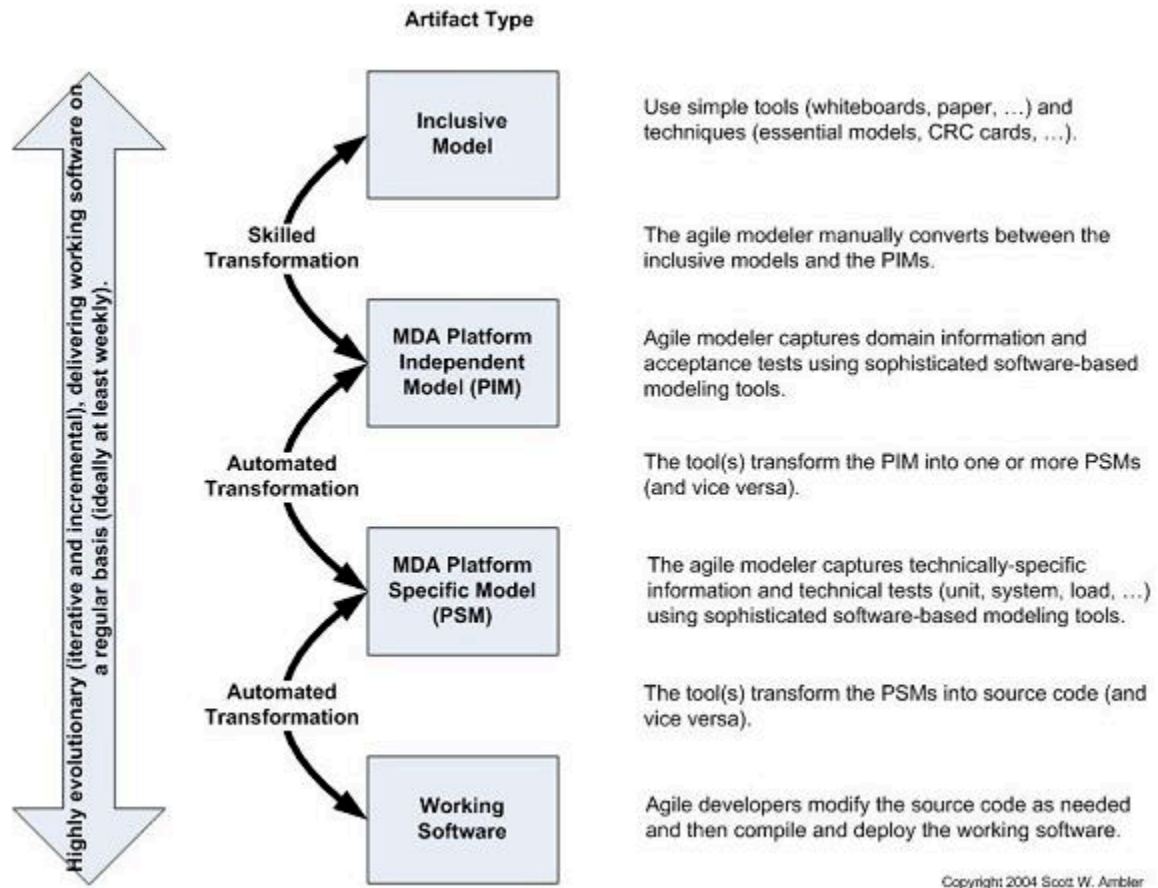 Artifact Type
Highly evolutionary (iterative and incremental), delivering working software on
a regular basis (ideally at least weekly).
Inclusive
Model
Use simple tools (whiteboards, paper, …) and
techniques (essential models, CRC cards, …).
Skilled
Transformation
The agile modeler manually converts between the
inclusive models and the PIMs.
MDA Platform
Independent
Model (PIM)
Agile modeler captures domain information and
acceptance tests using sophisticated software-based
modeling tools.
Automated
Transformation
The tool(s) transform the PIM into one or more PSMs
(and vice versa).
MDA Platform
Specific Model
(PSM)
The agile modeler captures technically-specific
information and technical tests (unit, system, load, …)
using sophisticated software-based modeling tools.
Automated
Transformation
The tool(s) transform the PSMs into source code (and
vice versa).
Working
Software
Agile developers modify the source code as needed
and then compile and deploy the working software.
Copyright 2004 Scott W. Ambler